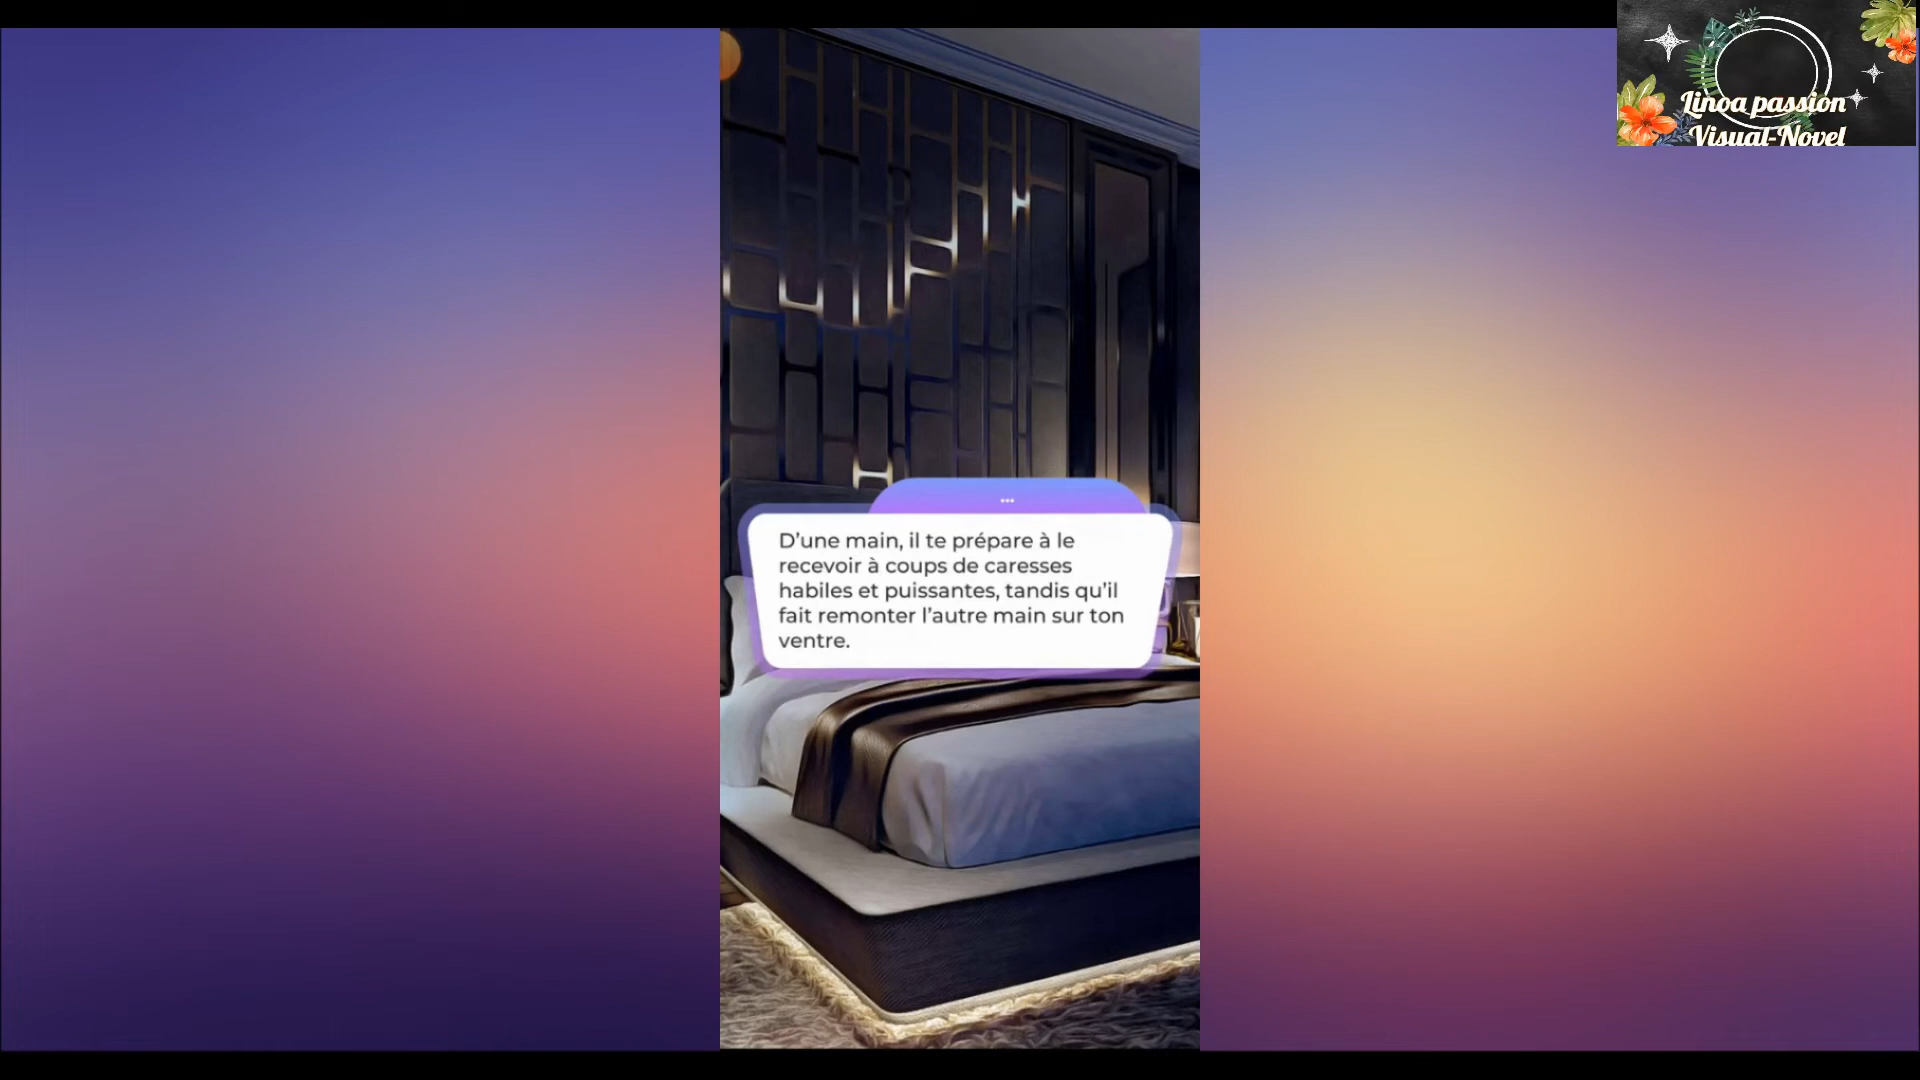 Linoa passion
Visual-Novel
...
D’une main, il te prépare à le
recevoir à coups de caresses
habiles et puissantes, tandis qu’il
fait remonter l’autre main sur ton
ventre.